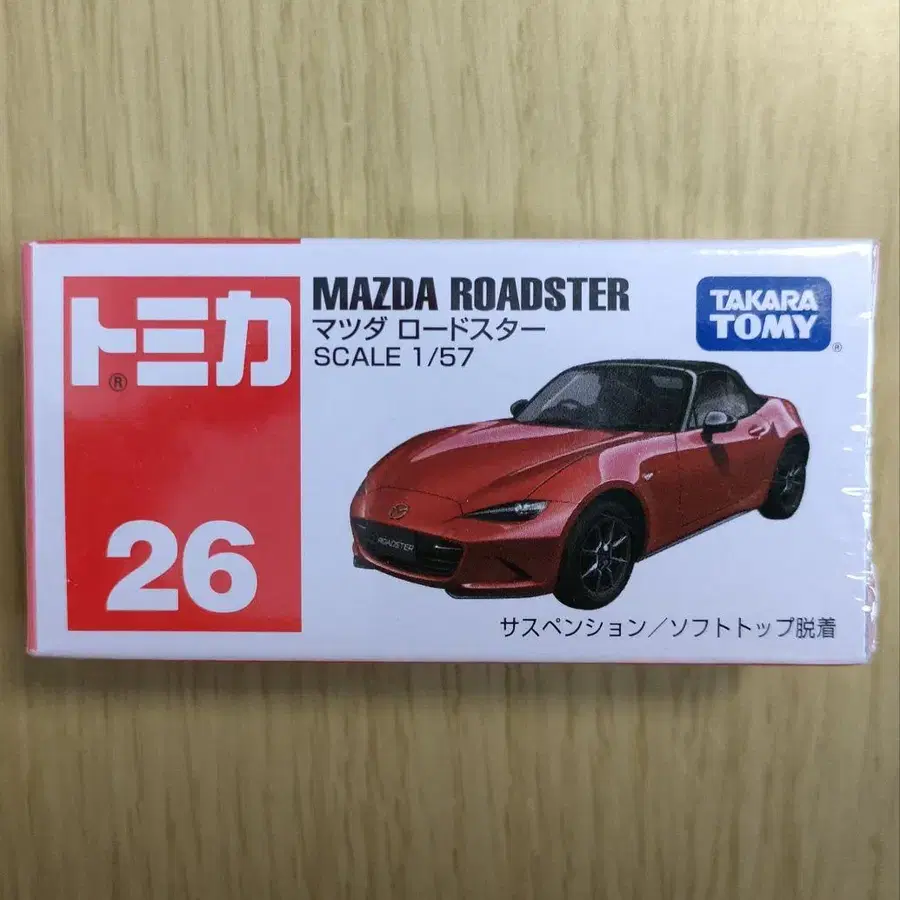 トミカ
®
26
MAZDA ROADSTER
マツダ ロードスター
SCALE 1/57
TAKARA
TOMY
®
ROADSTER
サスペンション/ソフトトップ脱着